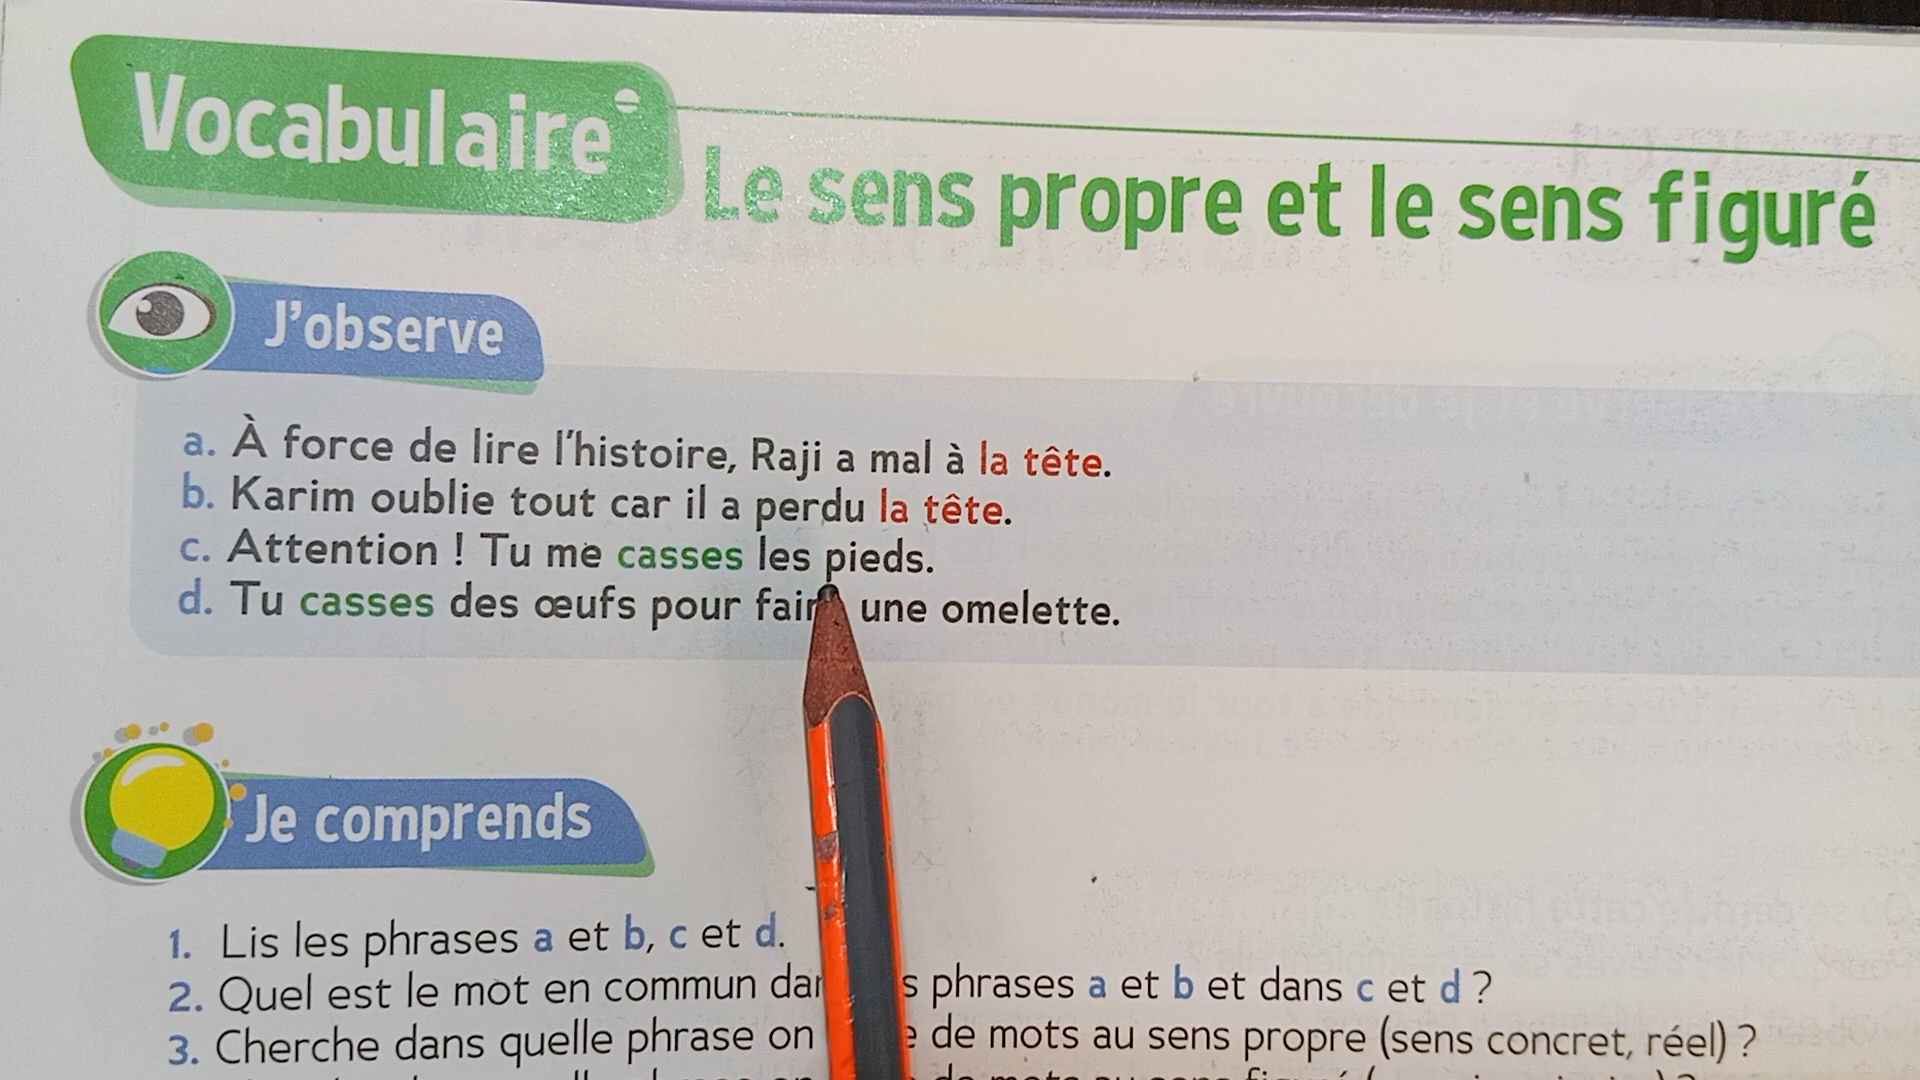 Vocabulaire
Le sens propre et le sens figuré
J'observe
a. À force de lire l'histoire, Raji a mal à la tête.
b. Karim oublie tout car il a perdu la tête.
c. Attention ! Tu me casses les pieds.
d. Tu casses des œufs pour une omelette.
Je comprends
1. Lis les phrases a et b, c et d.
2. Quel est le mot en commun phrases a et b et dans c et d ?
3. Cherche dans quelle phrase on de mots au sens propre (sens concret, réel) ?